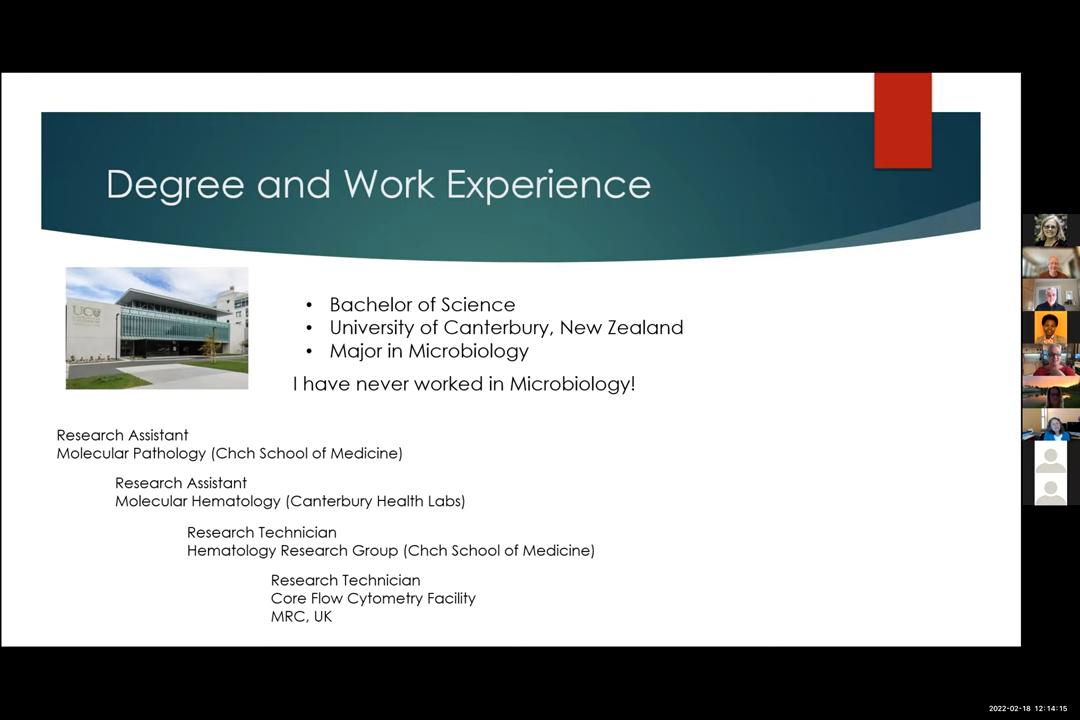 Degree and Work Experience
UC
• Bachelor of Science
• University of Canterbury, New Zealand
• Major in Microbiology
I have never worked in Microbiology!
Research Assistant
Molecular Pathology (Chch School of Medicine)
Research Assistant
Molecular Hematology (Canterbury Health Labs)
Research Technician
Hematology Research Group (Chch School of Medicine)
Research Technician
Core Flow Cytometry Facility
MRC, UK
2022-02-18 12:14:15